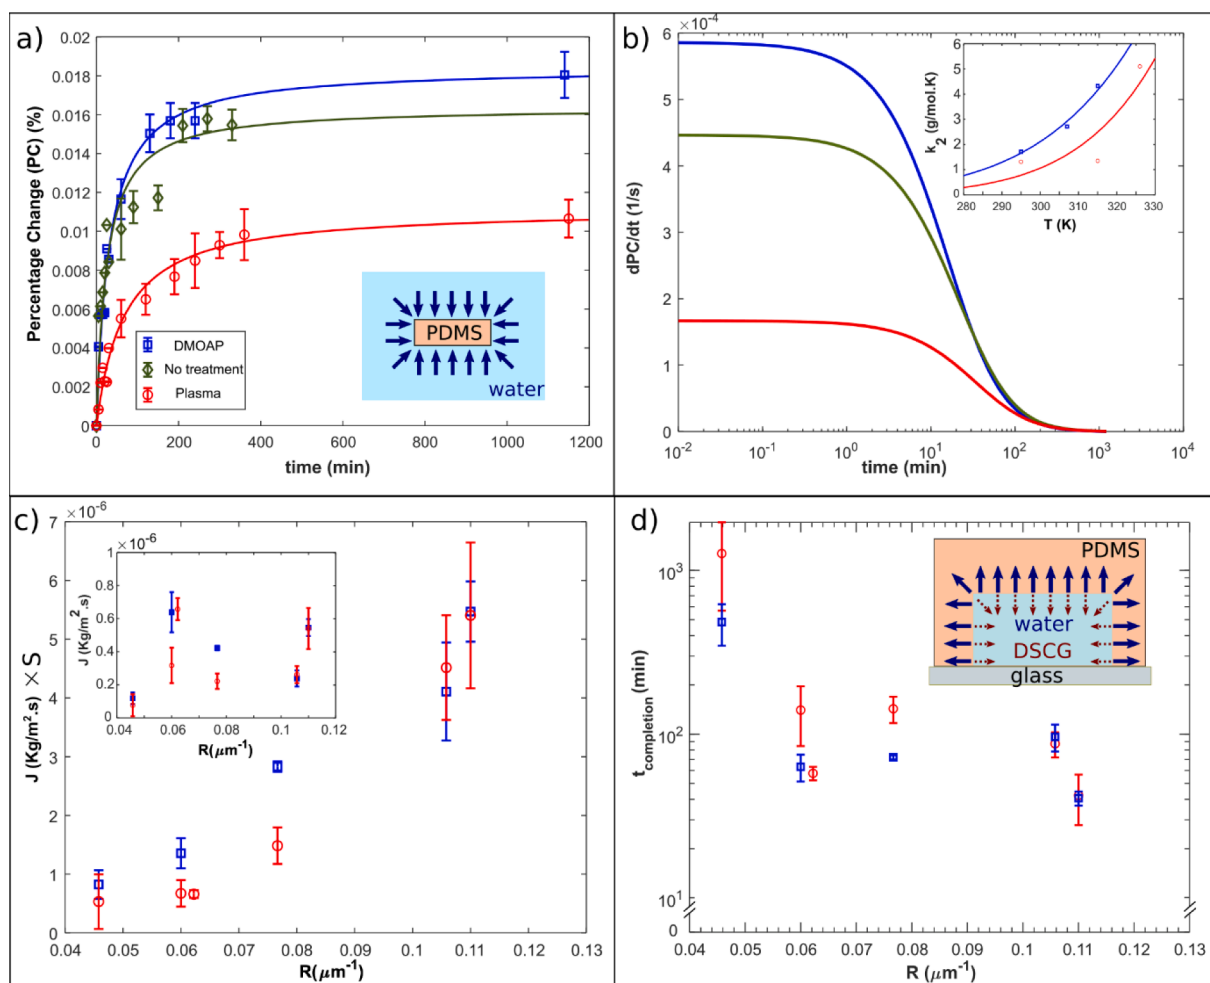 a)
Percentage Change (PC) (%)
0.02
0.018
0.016
0.014
0.012
0.01
0.008
0.006
0.004
0.002
0
DMOAP
No treatment
Plasma
PDMS
water
0 200 400 600 800 1000 1200
time (min)
b)
6 ×10⁻⁴
5
4
3
2
1
0
dPC/dt (1/s)
10⁻² 10⁻¹ 10⁰ 10¹ 10² 10³ 10⁴
time (min)
k₂ (g/mol.K)
6
5
4
3
2
1
0
280 290 300 310 320 330
T (K)
c)
7 ×10⁻⁶
6
5
4
3
2
1
0
J (Kg/m².s) × S
0.04 0.05 0.06 0.07 0.08 0.09 0.1 0.11 0.12 0.13
R(μm⁻¹)
1 ×10⁻⁶
0.8
0.6
0.4
0.2
0
J (Kg/m².s)
0.04 0.06 0.08 0.1 0.12
R(μm⁻¹)
d)
10³
10²
10¹
0
t_completion (min)
PDMS
water
DSCG
glass
0.04 0.05 0.06 0.07 0.08 0.09 0.1 0.11 0.12 0.13
R (μm⁻¹)